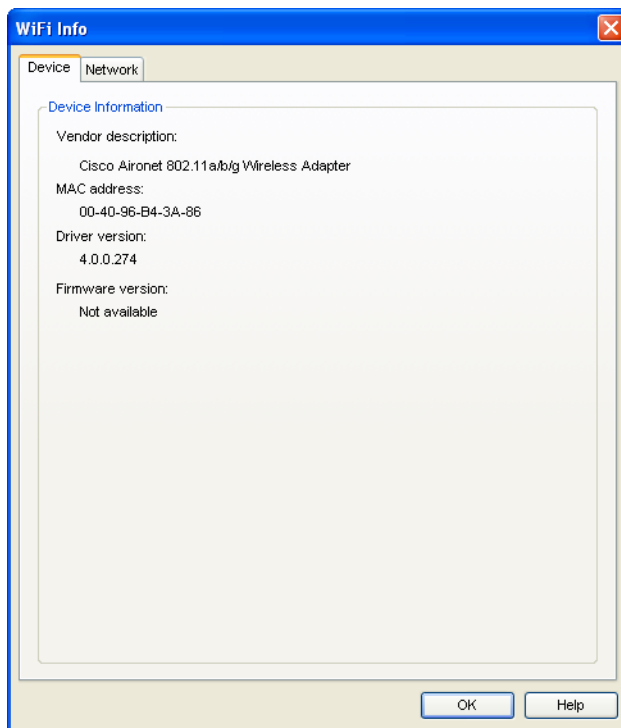 WiFi Info
Device Network
Device Information
Vendor description:
Cisco Aironet 802.11a/b/g Wireless Adapter
MAC address:
00-40-96-B4-3A-86
Driver version:
4.0.0.274
Firmware version:
Not available
OK Help